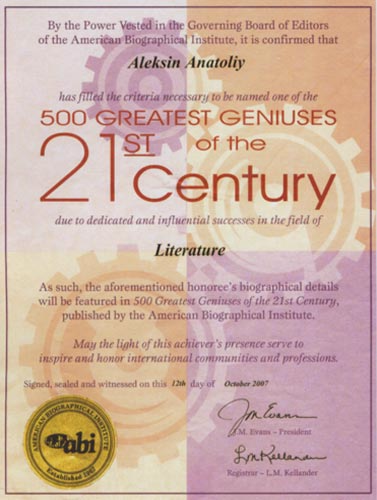 By the Power Vested in the Governing Board of Editors
of the American Biographical Institute, it is confirmed that
Aleksin Anatoliy
has filled the criteria necessary to be named one of the
500 GREATEST GENIUSES
21ST of the
Century
due to dedicated and influential successes in the field of
Literature
As such, the aforementioned honoree's biographical details
will be featured in 500 Greatest Geniuses of the 21st Century,
published by the American Biographical Institute.
May the light of this achiever's presence serve to
inspire and honor international communities and professions.
Signed, sealed and witnessed on this 12th day of October 2007
AMERICAN BIOGRAPHICAL INSTITUTE
abi
Established 1967
J.M. Evans
J.M. Evans – President
L.M. Kellander
Registrar – L.M. Kellander